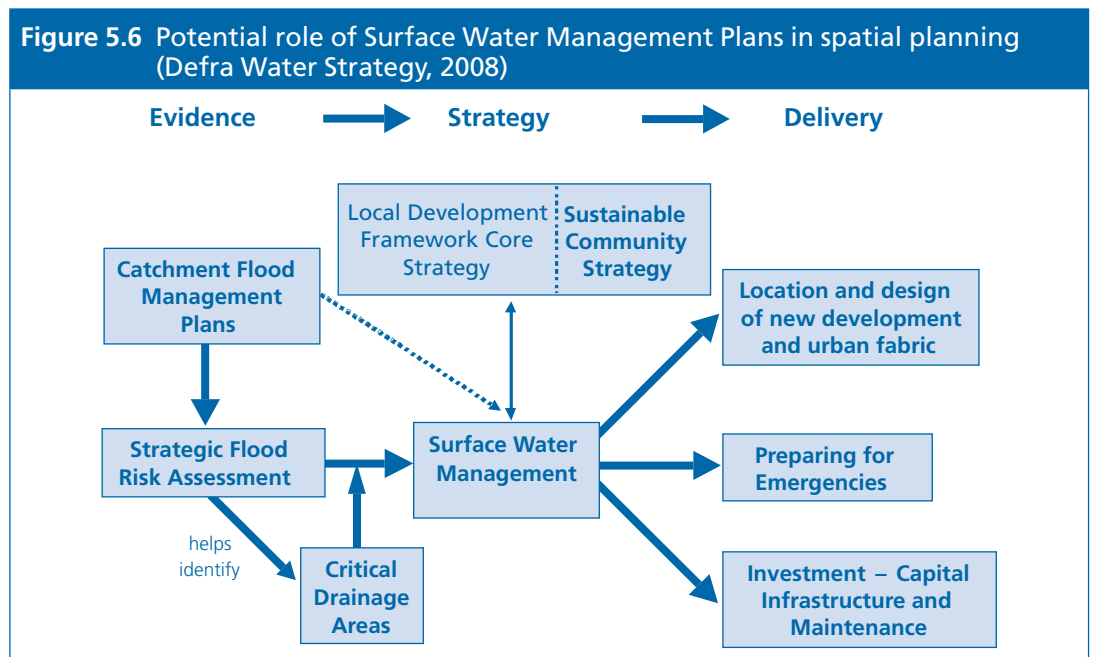 Figure 5.6 Potential role of Surface Water Management Plans in spatial planning
(Defra Water Strategy, 2008)
Evidence
Strategy
Delivery
Local Development
Framework Core
Strategy
Sustainable
Community
Strategy
Catchment Flood
Management
Plans
Location and design
of new development
and urban fabric
Strategic Flood
Risk Assessment
Surface Water
Management
Preparing for
Emergencies
helps
identify
Critical
Drainage
Areas
Investment – Capital
Infrastructure and
Maintenance